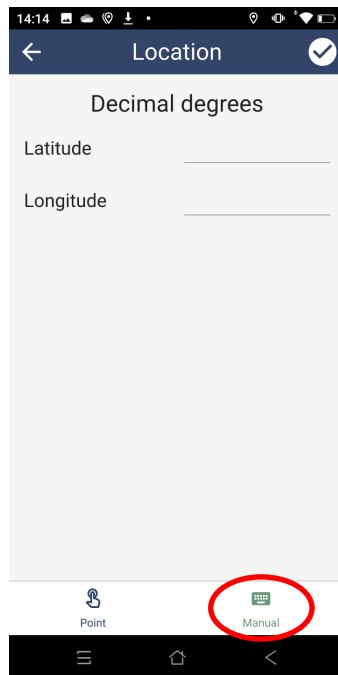 14:14
Location
Decimal degrees
Latitude
Longitude
Point Manual